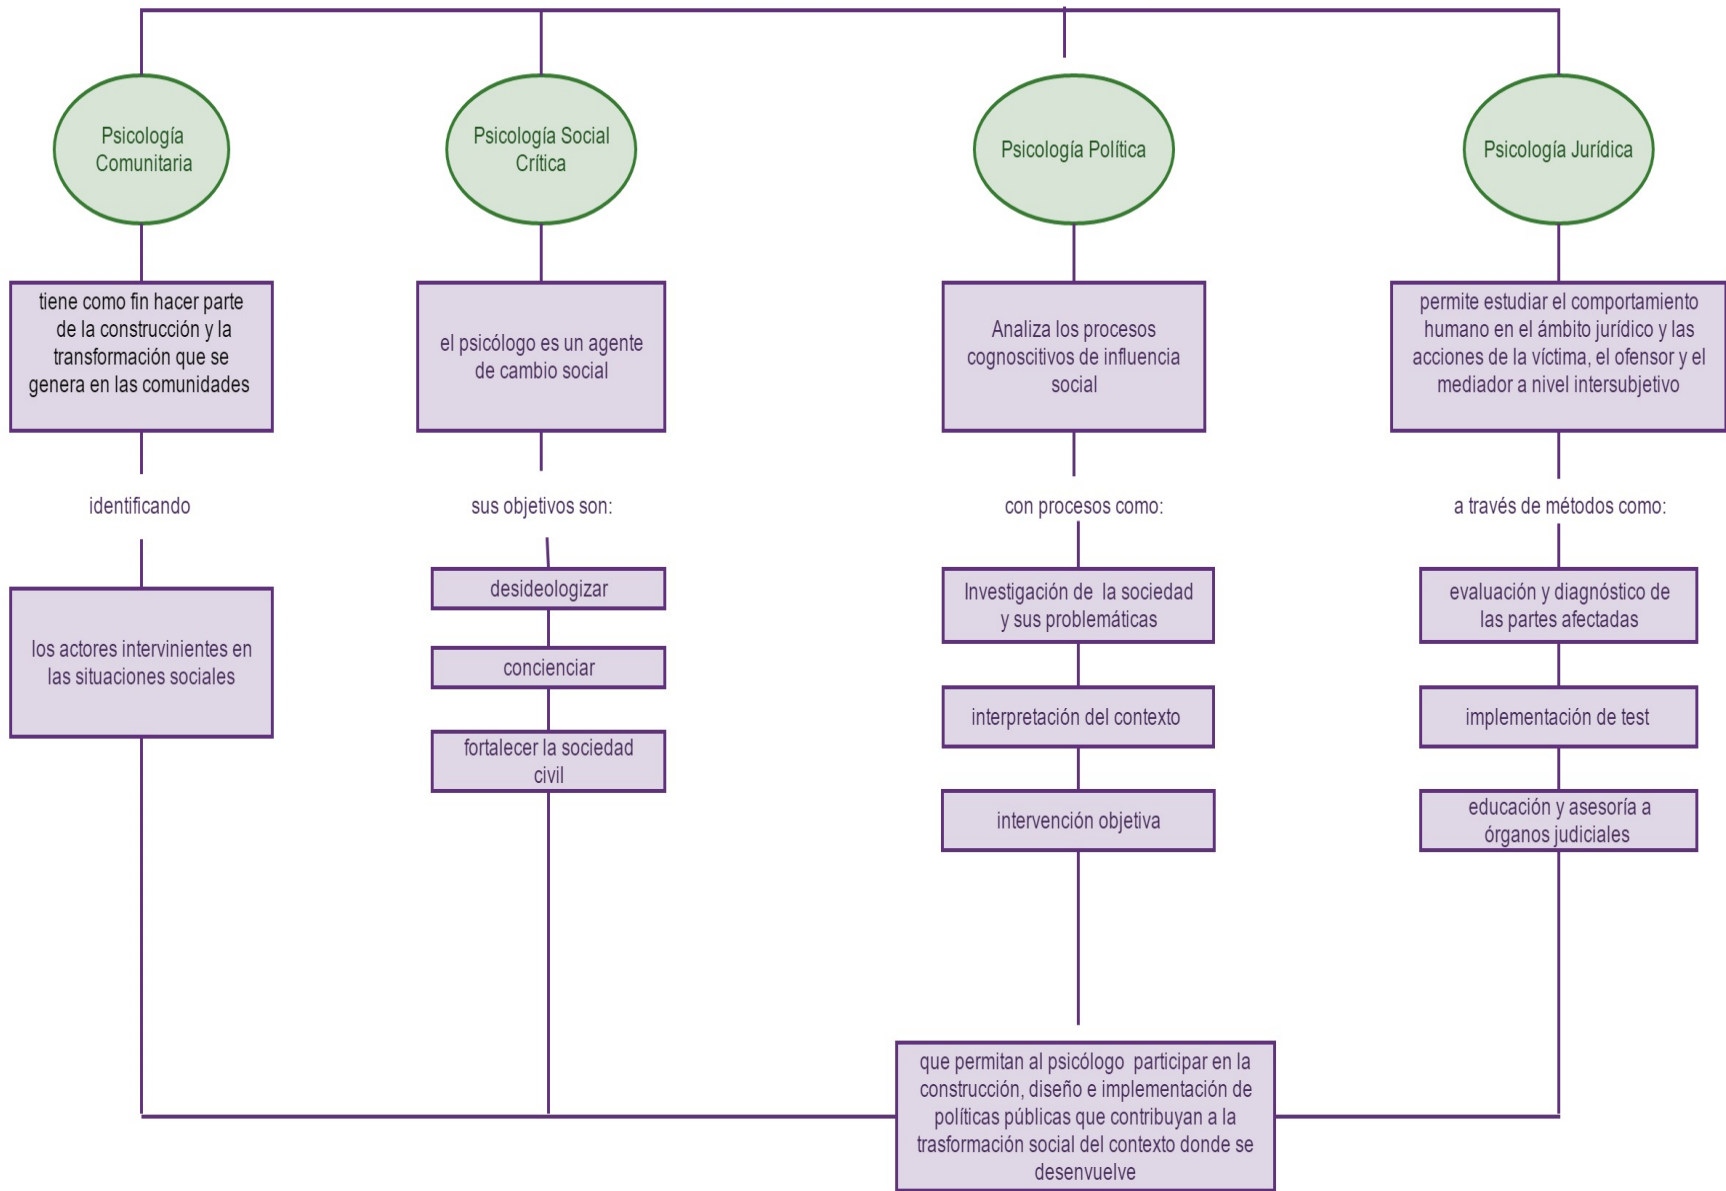 Psicología
Comunitaria
tiene como fin hacer parte
de la construcción y la
transformación que se
genera en las comunidades
identificando
los actores intervinientes en
las situaciones sociales
Psicología Social
Crítica
el psicólogo es un agente
de cambio social
sus objetivos son:
desideologizar
concienciar
fortalecer la sociedad
civil
Psicología Política
Analiza los procesos
cognoscitivos de influencia
social
con procesos como:
Investigación de la sociedad
y sus problemáticas
interpretación del contexto
intervención objetiva
Psicología Jurídica
permite estudiar el comportamiento
humano en el ámbito jurídico y las
acciones de la víctima, el ofensor y el
mediador a nivel intersubjetivo
a través de métodos como:
evaluación y diagnóstico de
las partes afectadas
implementación de test
educación y asesoría a
órganos judiciales
que permitan al psicólogo participar en la
construcción, diseño e implementación de
políticas públicas que contribuyan a la
trasformación social del contexto donde se
desenvuelve